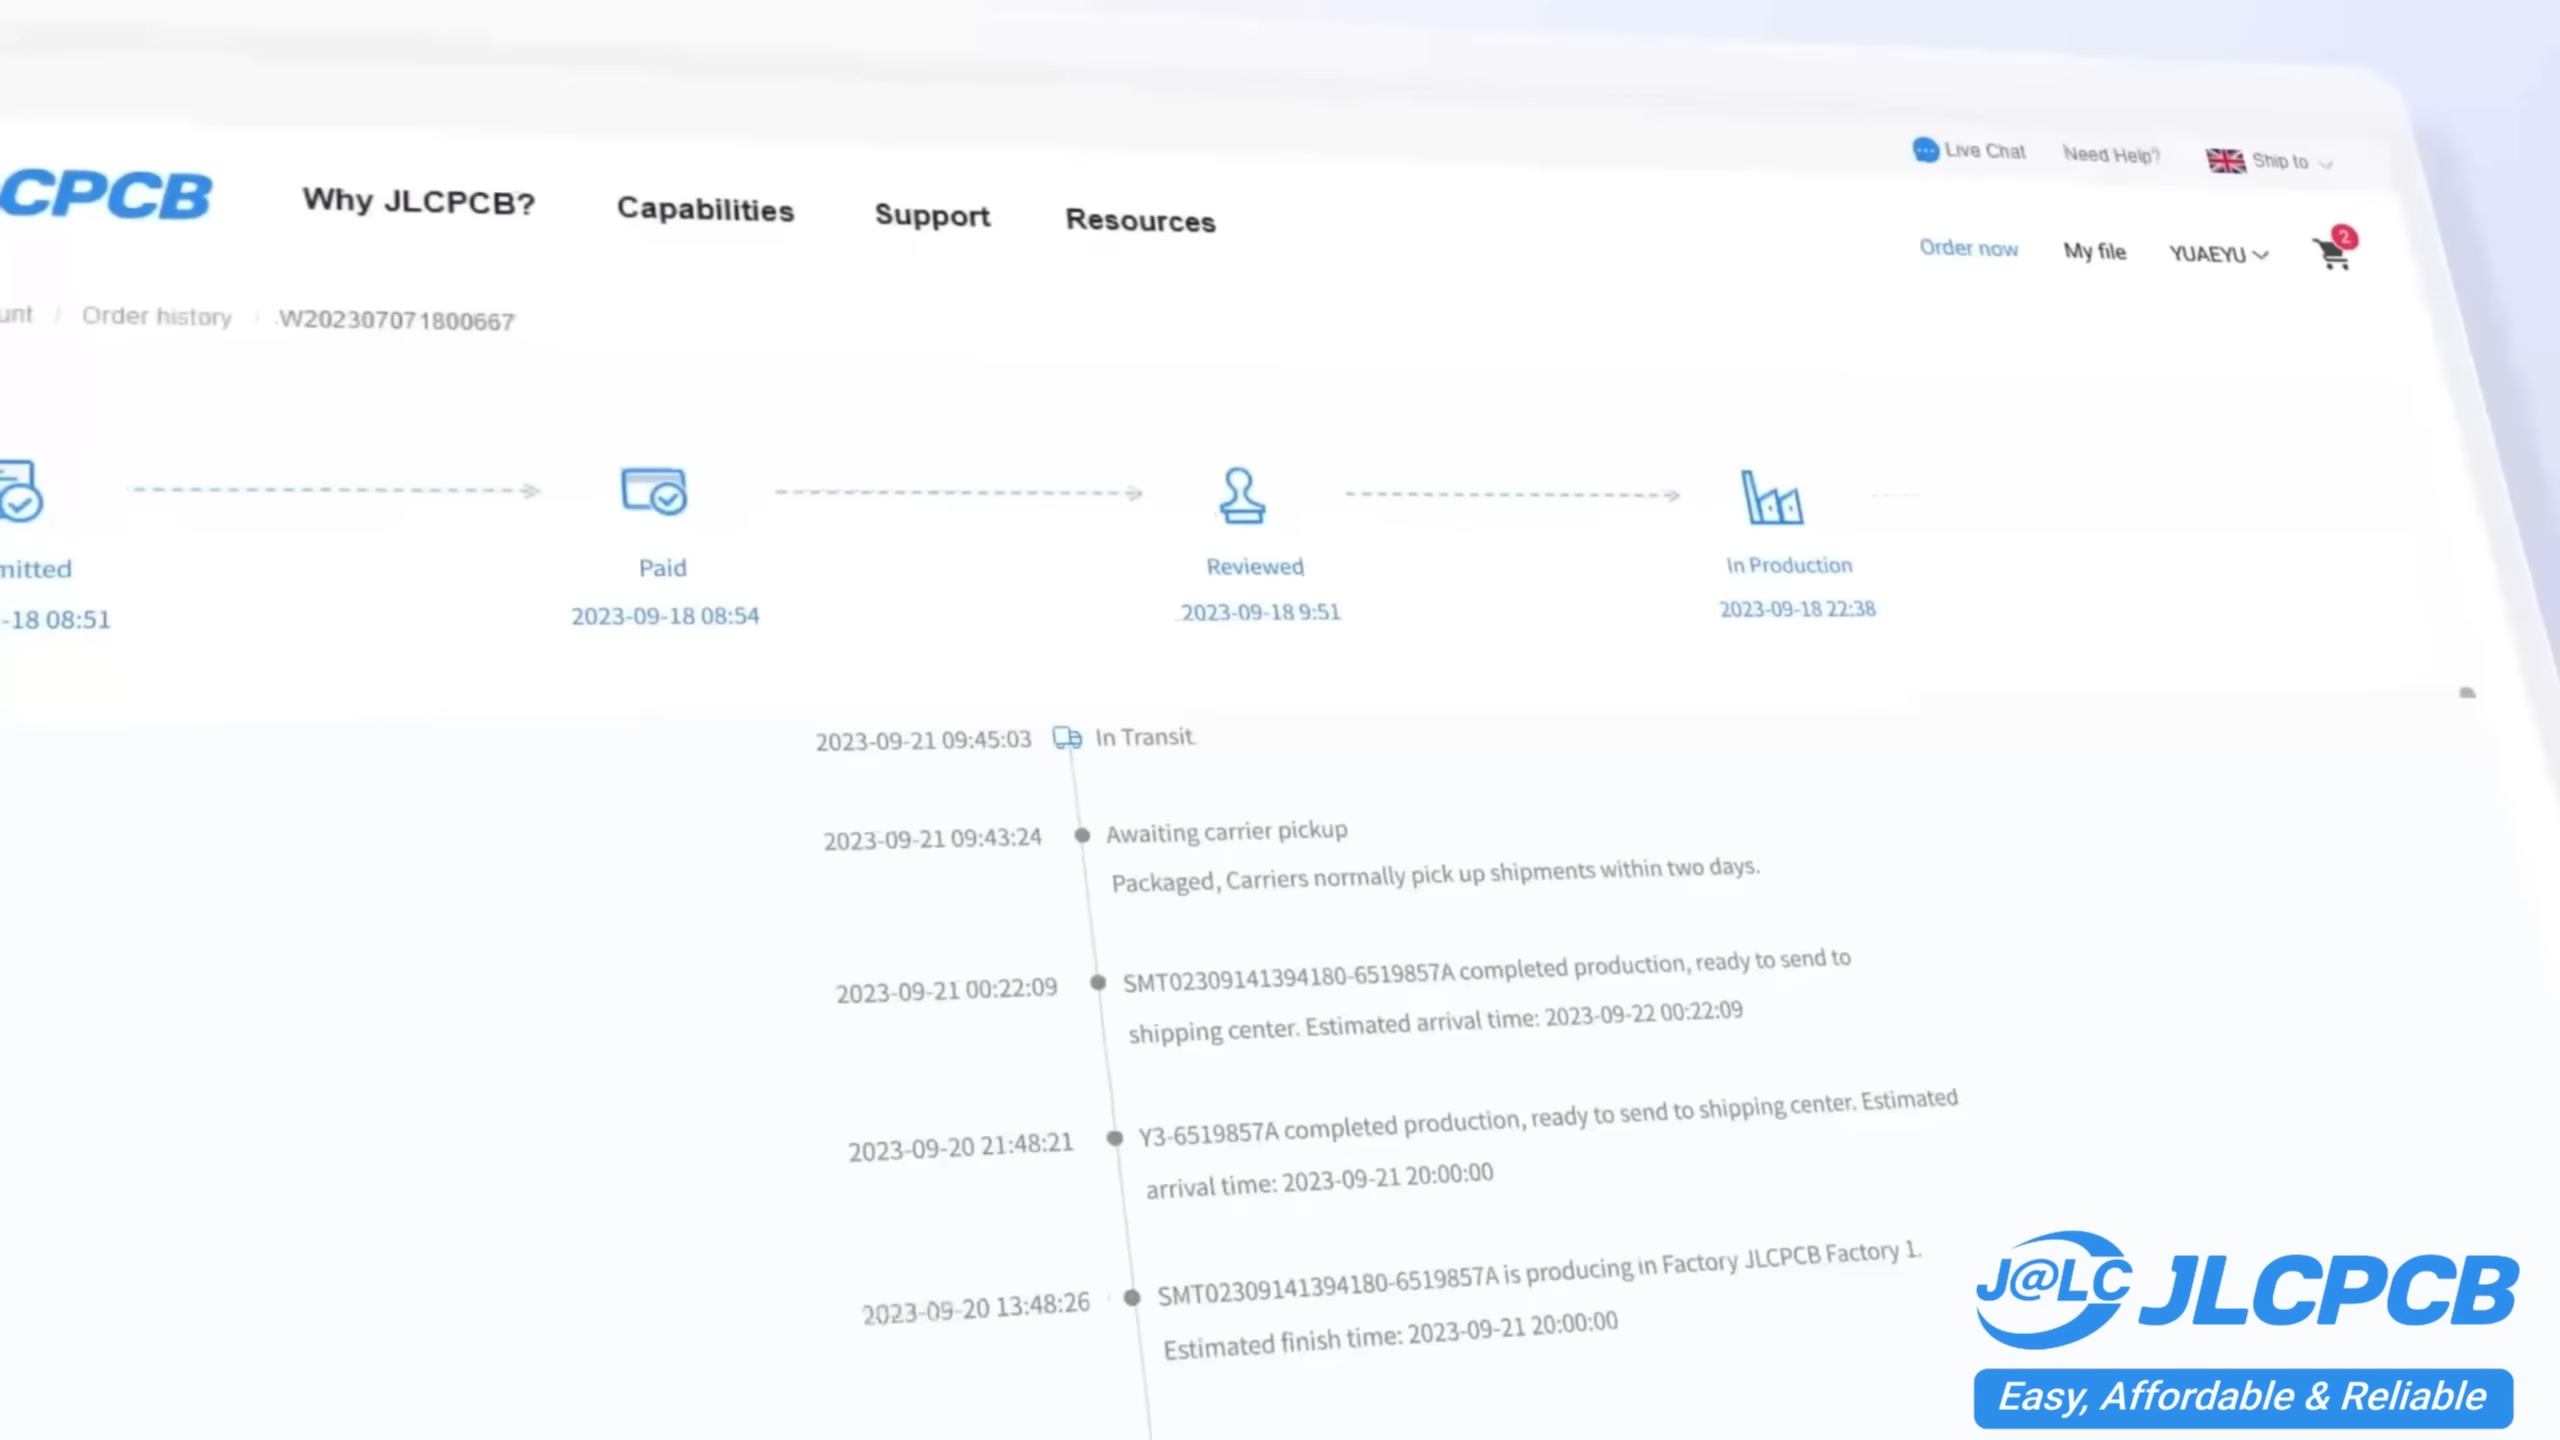 Live Chat Need Help? Ship to
CPCB Why JLCPCB? Capabilities Support Resources
Order now My file YUAEYU 2
unt / Order history W202307071800667
mitted Paid Reviewed In Production
-18 08:51 2023-09-18 08:54 2023-09-18 9:51 2023-09-18 22:38
2023-09-21 09:45:03 In Transit
2023-09-21 09:43:24 Awaiting carrier pickup
Packaged, Carriers normally pick up shipments within two days.
2023-09-21 00:22:09 SMT02309141394180-6519857A completed production, ready to send to
shipping center. Estimated arrival time: 2023-09-22 00:22:09
2023-09-20 21:48:21 Y3-6519857A completed production, ready to send to shipping center. Estimated
arrival time: 2023-09-21 20:00:00
2023-09-20 13:48:26 SMT02309141394180-6519857A is producing in Factory JLCPCB Factory 1.
Estimated finish time: 2023-09-21 20:00:00
J@LC JLCPCB
Easy, Affordable & Reliable